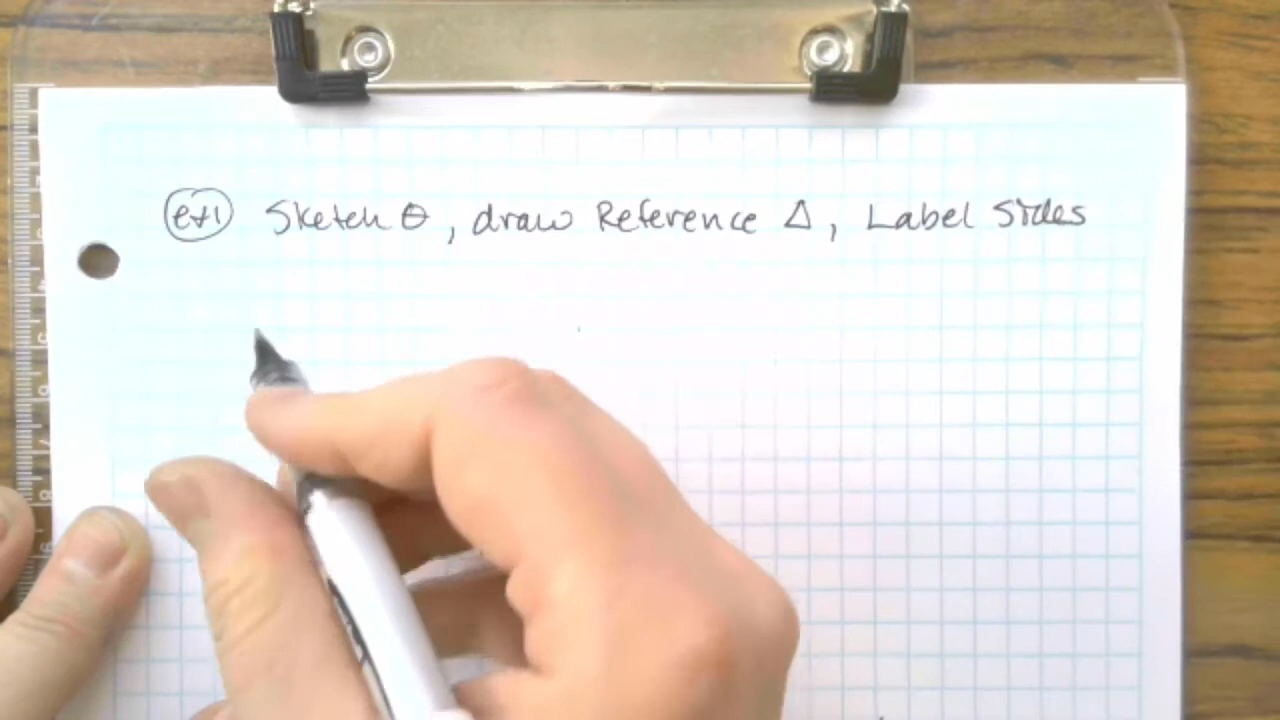 ex1 Sketch θ, draw Reference Δ, Label Sides